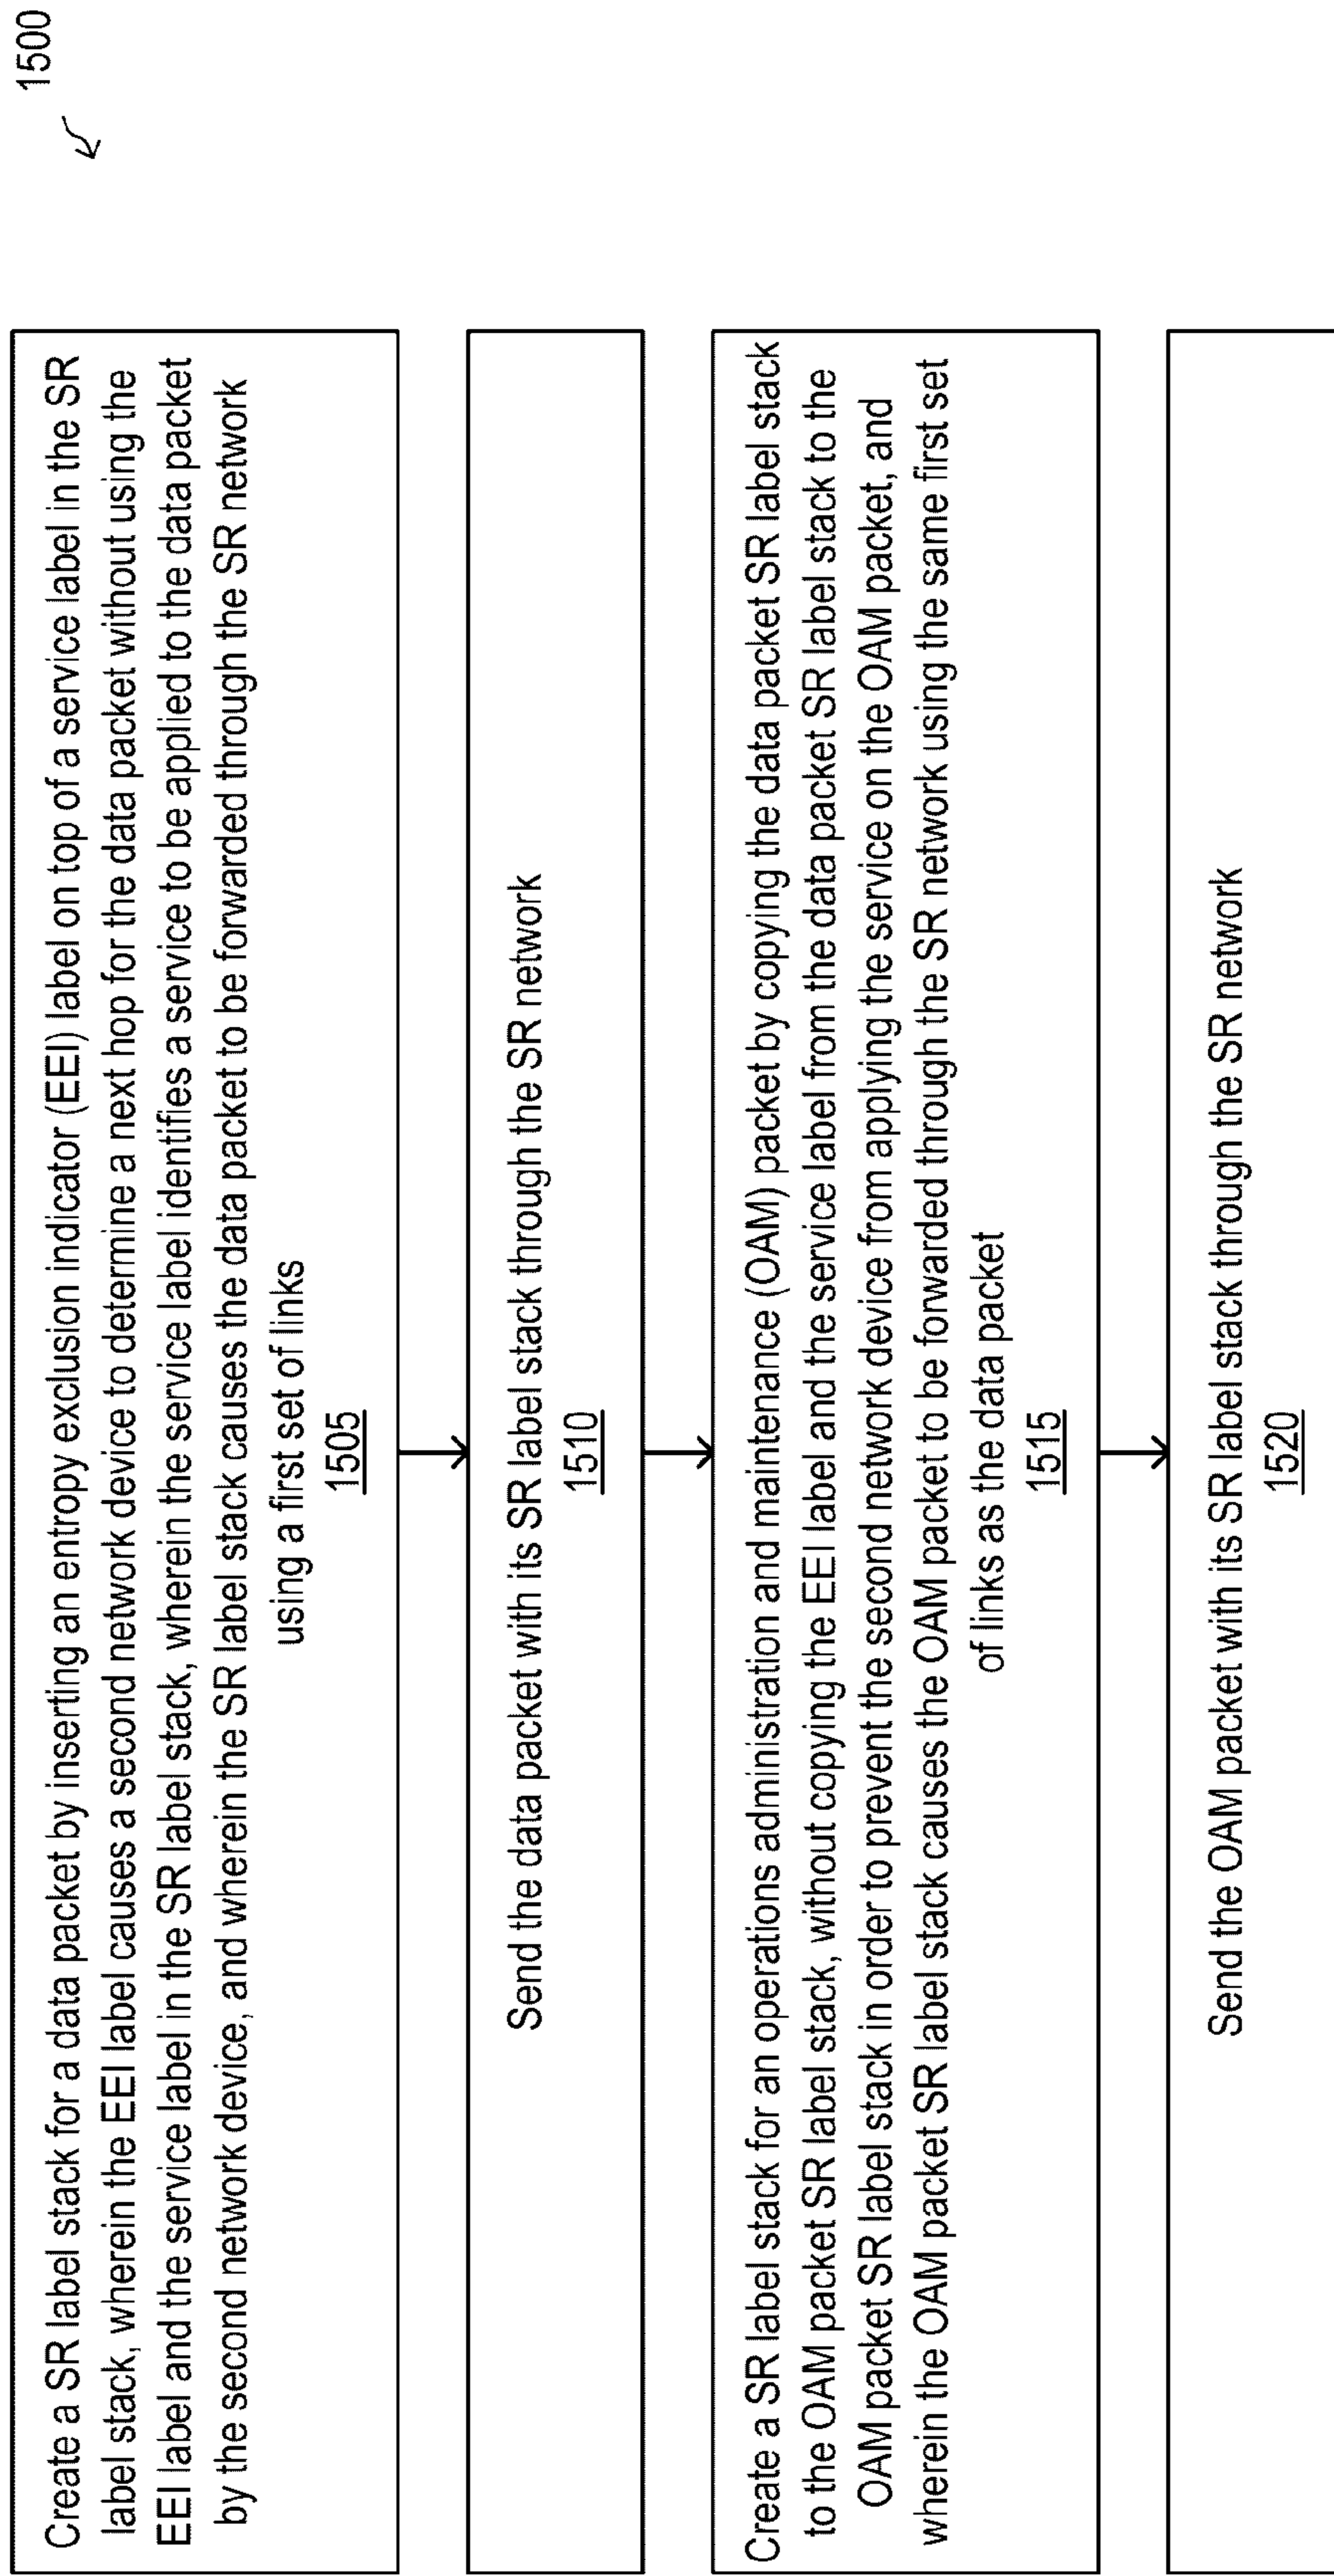 1500
Create a SR label stack for a data packet by inserting an entropy exclusion indicator (EEI) label on top of a service label in the SR
label stack, wherein the EEI label causes a second network device to determine a next hop for the data packet without using the
EEI label and the service label in the SR label stack, wherein the service label identifies a service to be applied to the data packet
by the second network device, and wherein the SR label stack causes the data packet to be forwarded through the SR network
using a first set of links
1505
Send the data packet with its SR label stack through the SR network
1510
Create a SR label stack for an operations administration and maintenance (OAM) packet by copying the data packet SR label stack
to the OAM packet SR label stack, without copying the EEI label and the service label from the data packet SR label stack to the
OAM packet SR label stack in order to prevent the second network device from applying the service on the OAM packet, and
wherein the OAM packet SR label stack causes the OAM packet to be forwarded through the SR network using the same first set
of links as the data packet
1515
Send the OAM packet with its SR label stack through the SR network
1520